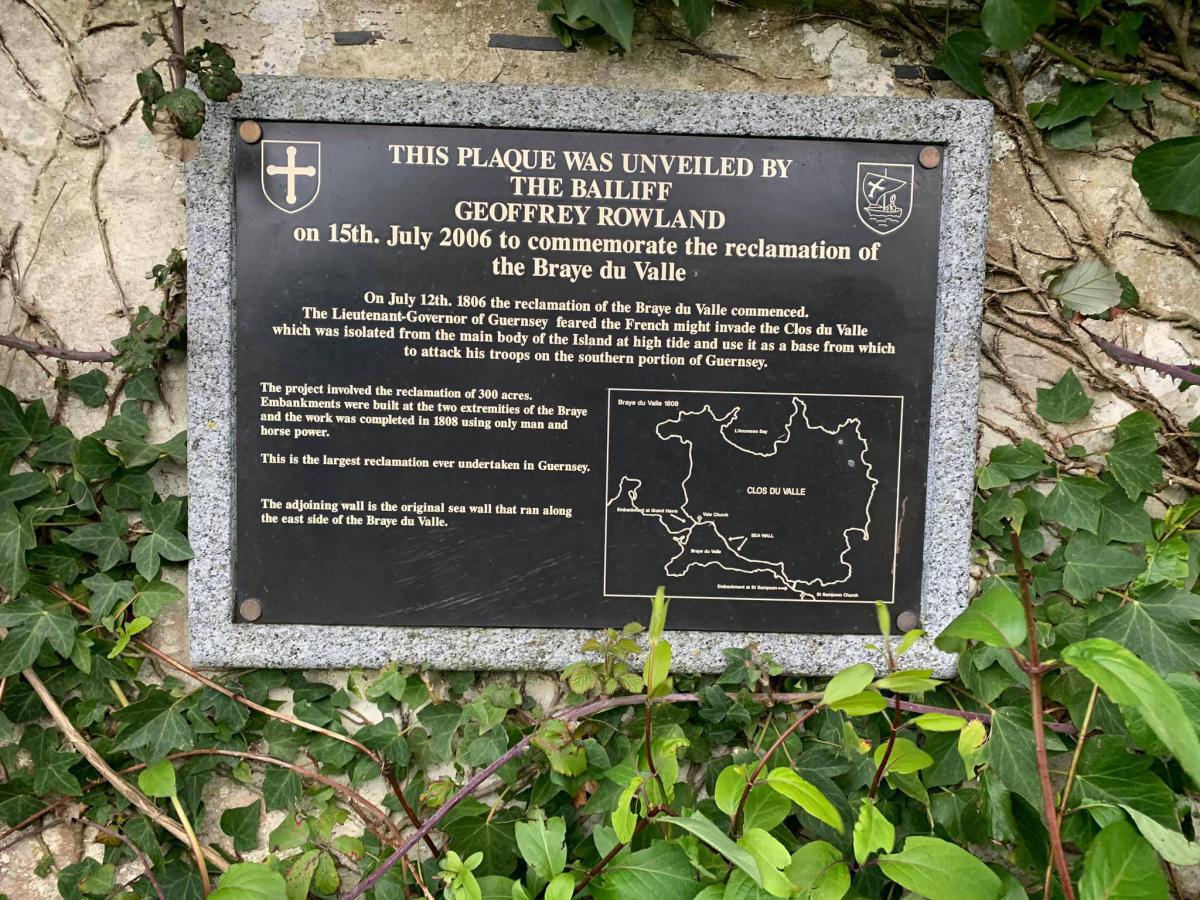 THIS PLAQUE WAS UNVEILED BY
THE BAILIFF
GEOFFREY ROWLAND
on 15th. July 2006 to commemorate the reclamation of
the Braye du Valle
On July 12th. 1806 the reclamation of the Braye du Valle commenced.
The Lieutenant-Governor of Guernsey feared the French might invade the Clos du Valle
which was isolated from the main body of the Island at high tide and use it as a base from which
to attack his troops on the southern portion of Guernsey.
The project involved the reclamation of 300 acres.
Embankments were built at the two extremities of the Braye
and the work was completed in 1808 using only man and
horse power.
This is the largest reclamation ever undertaken in Guernsey.
The adjoining wall is the original sea wall that ran along
the east side of the Braye du Valle.
Braye du Valle 1808
L'Ancresse Bay
CLOS DU VALLE
Embankment at Grand Havre
Vale Church
SEA WALL
Braye du Valle
Embankment at St Sampson
St Sampson Church